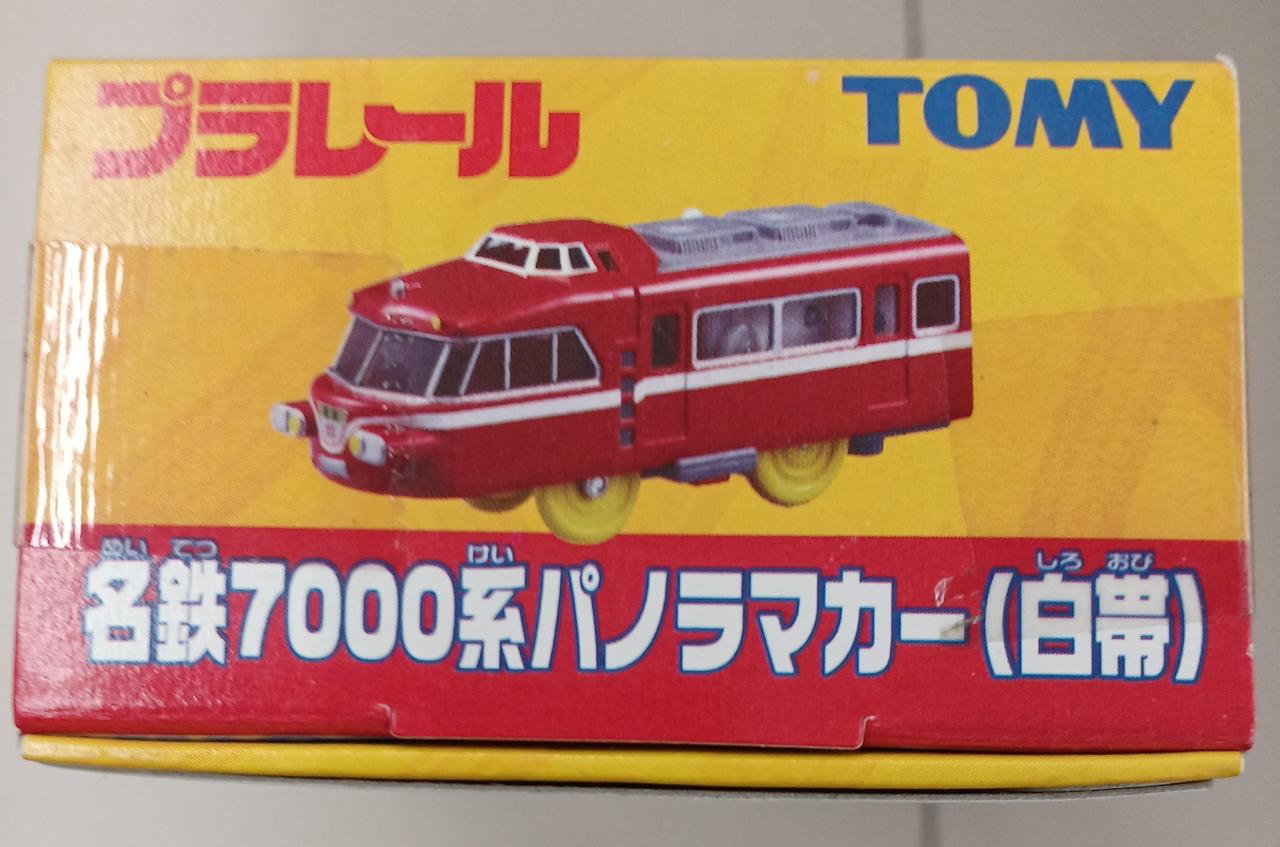 プラレール
TOMY
めい てつ けい しろ おび
名鉄7000系パノラマカー(白帯)